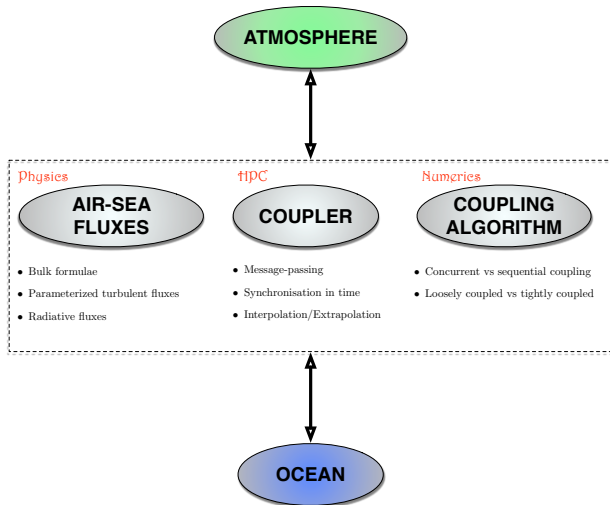 ATMOSPHERE
Physics
AIR-SEA
FLUXES
• Bulk formulae
• Parameterized turbulent fluxes
• Radiative fluxes
HPC
COUPLER
• Message-passing
• Synchronisation in time
• Interpolation/Extrapolation
Numerics
COUPLING
ALGORITHM
• Concurrent vs sequential coupling
• Loosely coupled vs tightly coupled
OCEAN